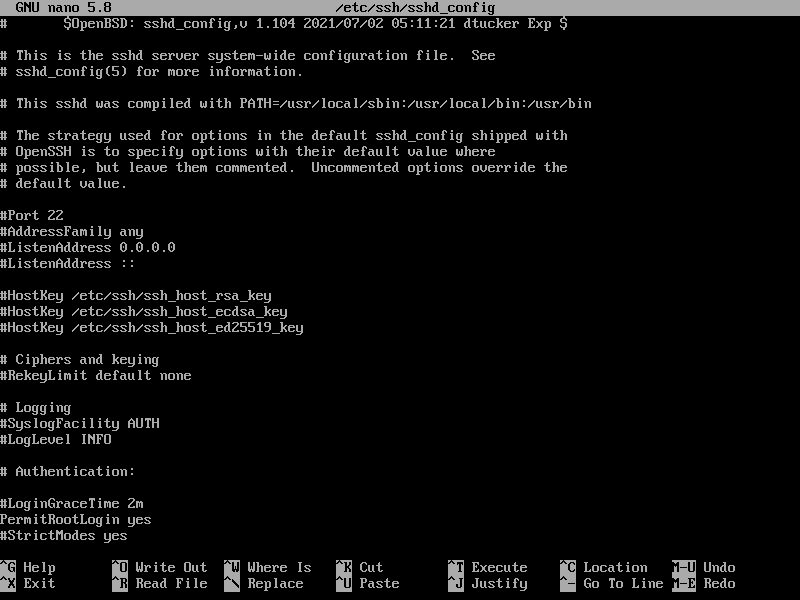 GNU nano 5.8 /etc/ssh/sshd_config
# $OpenBSD: sshd_config,v 1.104 2021/07/02 05:11:21 dtucker Exp $
# This is the sshd server system-wide configuration file.  See
# sshd_config(5) for more information.
# This sshd was compiled with PATH=/usr/local/sbin:/usr/local/bin:/usr/bin
# The strategy used for options in the default sshd_config shipped with
# OpenSSH is to specify options with their default value where
# possible, but leave them commented.  Uncommented options override the
# default value.
#Port 22
#AddressFamily any
#ListenAddress 0.0.0.0
#ListenAddress ::
#HostKey /etc/ssh/ssh_host_rsa_key
#HostKey /etc/ssh/ssh_host_ecdsa_key
#HostKey /etc/ssh/ssh_host_ed25519_key
# Ciphers and keying
#RekeyLimit default none
# Logging
#SyslogFacility AUTH
#LogLevel INFO
# Authentication:
#LoginGraceTime 2m
PermitRootLogin yes
#StrictModes yes
^G Help ^O Write Out ^W Where Is ^K Cut ^T Execute ^C Location M-U Undo
^X Exit ^R Read File ^\ Replace ^U Paste ^J Justify ^_ Go To Line M-E Redo